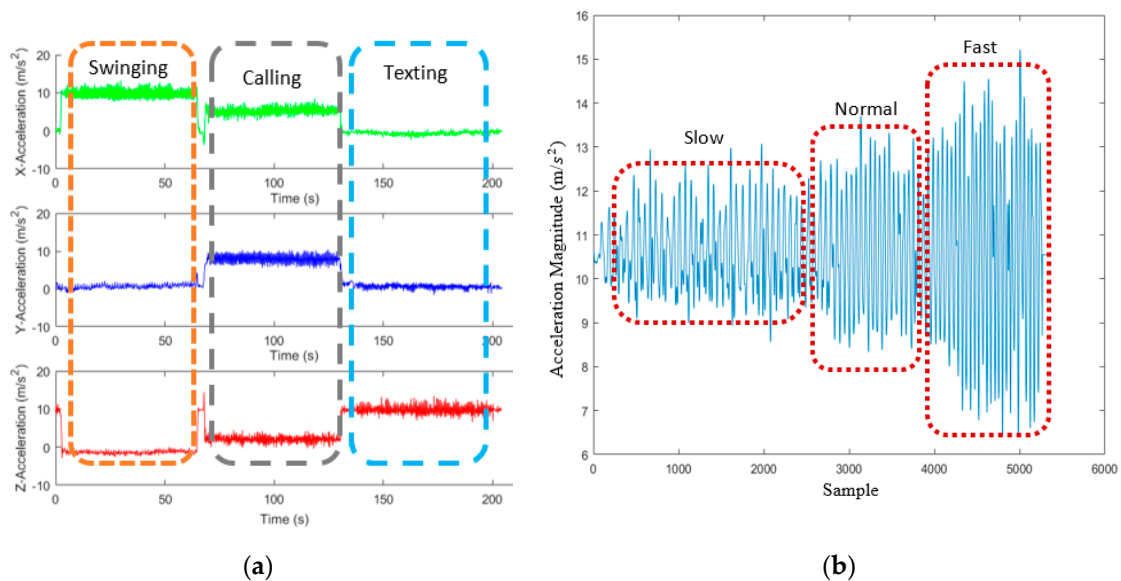 Swinging
Calling
Texting
X-Acceleration (m/s²)
20
10
0
-10
0 50 100 150 200
Time (s)
Y-Acceleration (m/s²)
20
10
0
-10
0 50 100 150 200
Time (s)
Z-Acceleration (m/s²)
20
10
0
-10
0 50 100 150 200
Time (s)
(a)
Acceleration Magnitude (m/s²)
16
15
14
13
12
11
10
9
8
7
6
Slow
Normal
Fast
0 1000 2000 3000 4000 5000 6000
Sample
(b)